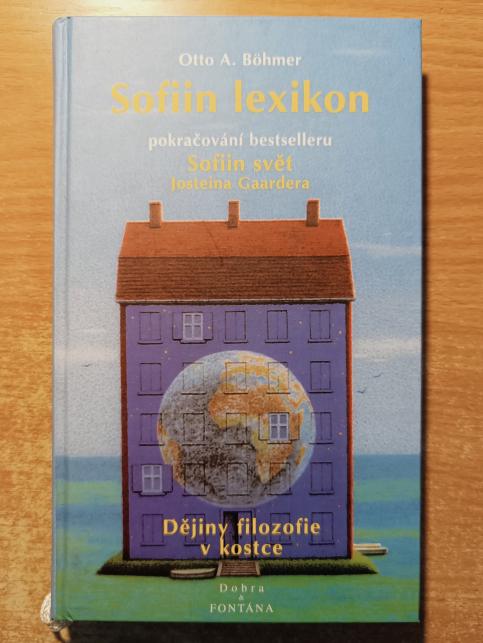 Otto A. Böhmer
Sofiin lexikon
pokračování bestselleru
Sofiin svět
Josteina Gaardera
Dějiny filozofie
v kostce
Dobra
&
FONTÁNA